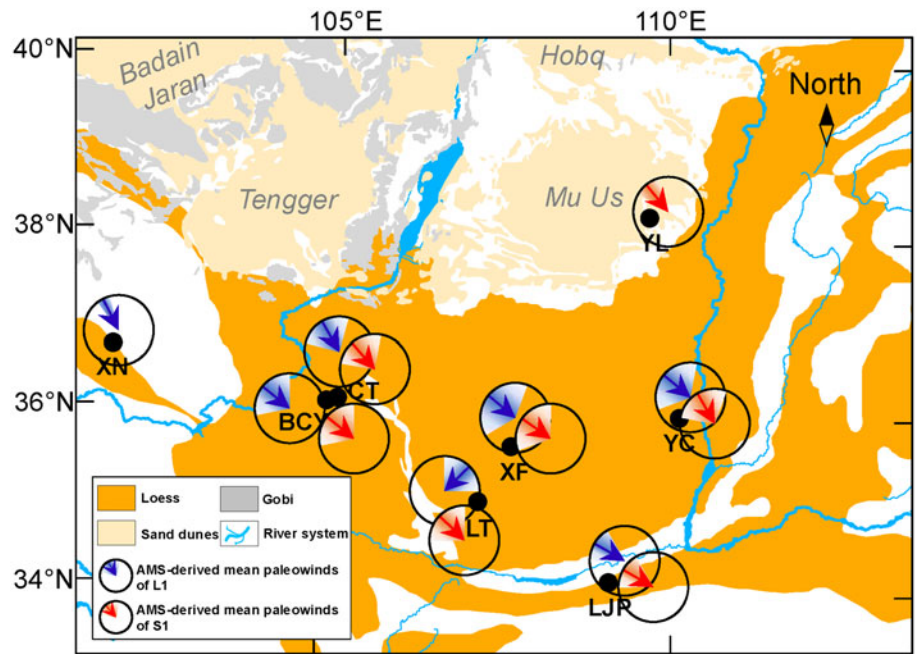 105°E 110°E
40°N
Badain
Jaran
Hobq
North
Tengger
Mu Us
38°N
YL
XN
CT
36°N
BCY
XF
YC
LT
34°N
LJP
Loess Gobi
Sand dunes River system
AMS-derived mean paleowinds
of L1
AMS-derived mean paleowinds
of S1